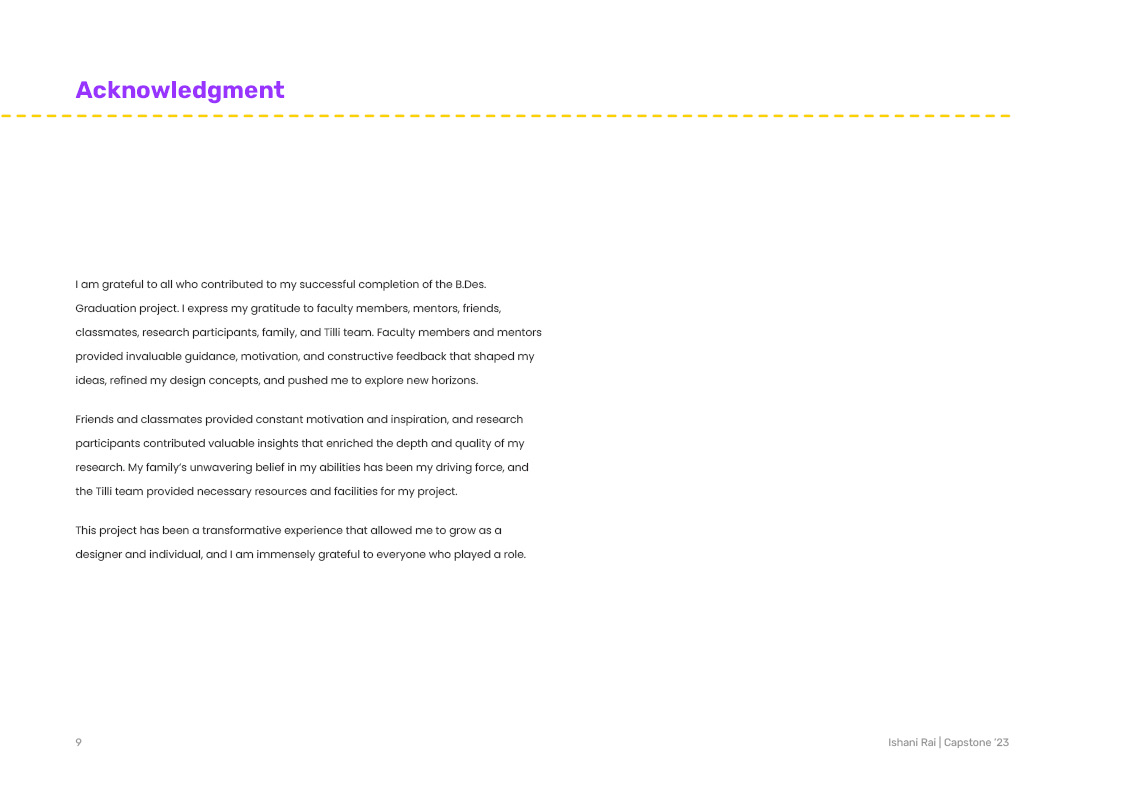 Acknowledgment
I am grateful to all who contributed to my successful completion of the B.Des.
Graduation project. I express my gratitude to faculty members, mentors, friends,
classmates, research participants, family, and Tilli team. Faculty members and mentors
provided invaluable guidance, motivation, and constructive feedback that shaped my
ideas, refined my design concepts, and pushed me to explore new horizons.
Friends and classmates provided constant motivation and inspiration, and research
participants contributed valuable insights that enriched the depth and quality of my
research. My family's unwavering belief in my abilities has been my driving force, and
the Tilli team provided necessary resources and facilities for my project.
This project has been a transformative experience that allowed me to grow as a
designer and individual, and I am immensely grateful to everyone who played a role.
9
Ishani Rai | Capstone '23